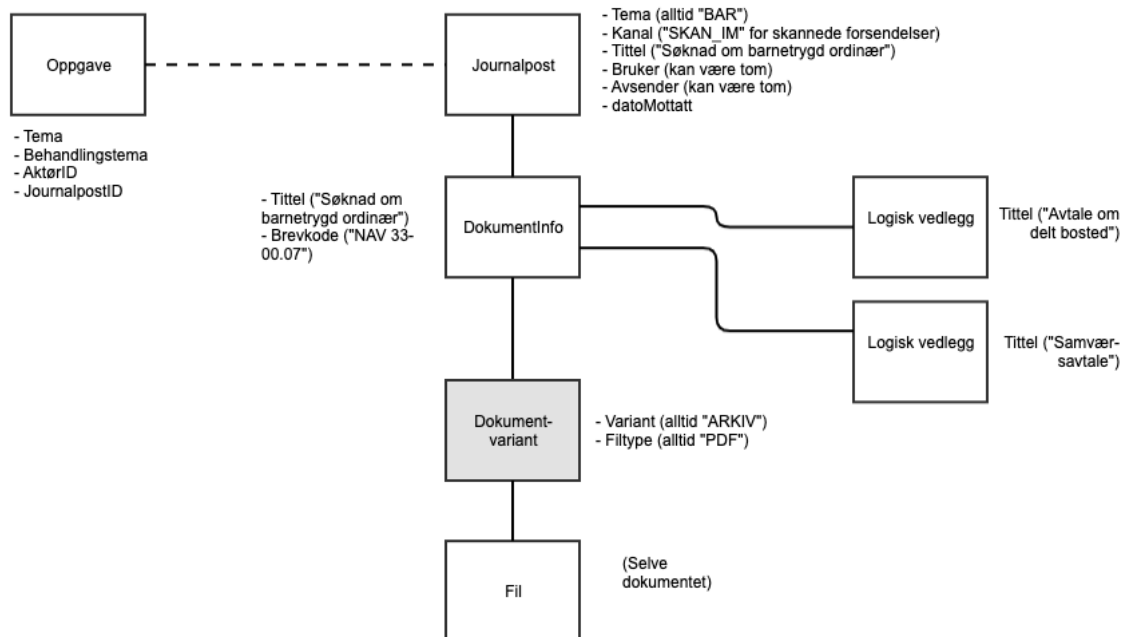 Oppgave
- Tema
- Behandlingstema
- AktørID
- JournalpostID
Journalpost
- Tema (alltid "BAR")
- Kanal ("SKAN_IM" for skannede forsendelser)
- Tittel ("Søknad om barnetrygd ordinær")
- Bruker (kan være tom)
- Avsender (kan være tom)
- datoMottatt
- Tittel ("Søknad om
barnetrygd ordinær")
- Brevkode ("NAV 33-
00.07")
DokumentInfo
Logisk vedlegg
Tittel ("Avtale om
delt bosted")
Logisk vedlegg
Tittel ("Samvær-
savtale")
Dokument-
variant
- Variant (alltid "ARKIV")
- Filtype (alltid "PDF")
Fil
(Selve
dokumentet)